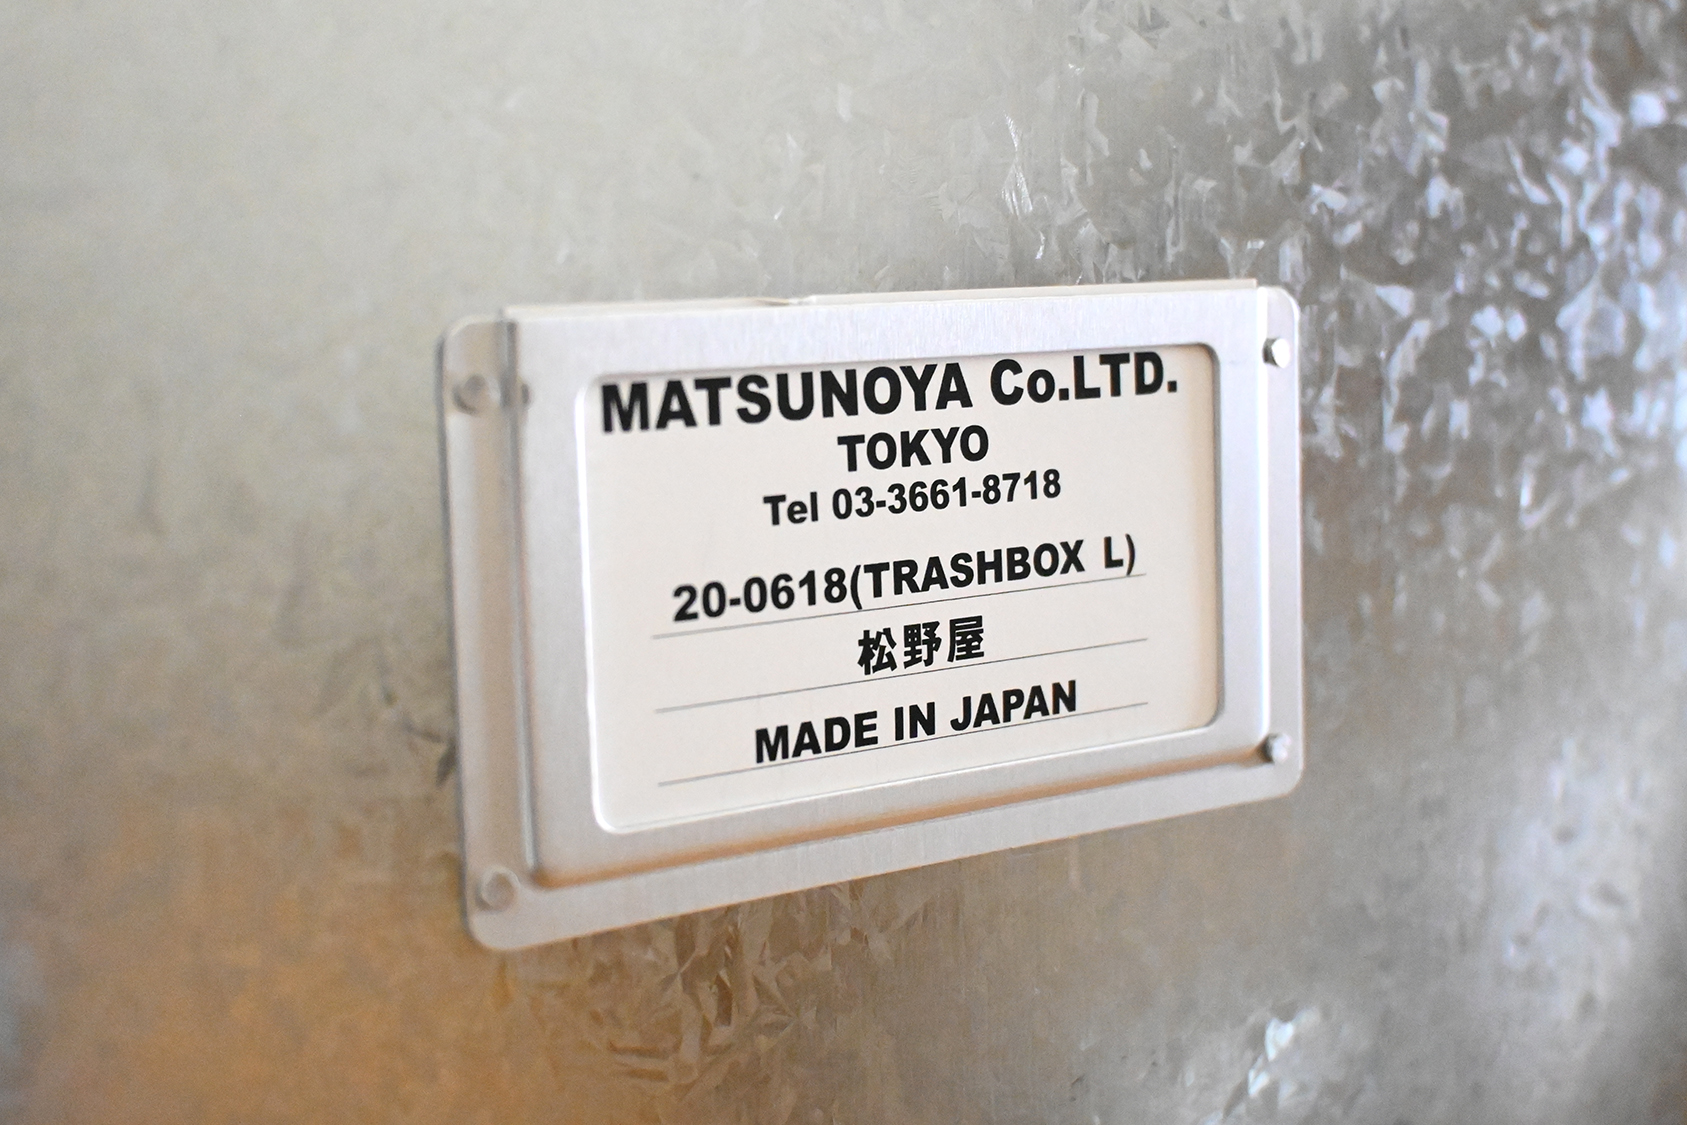 MATSUNOYA Co.LTD.
TOKYO
Tel 03-3661-8718
20-0618(TRASHBOX L)
松野屋
MADE IN JAPAN